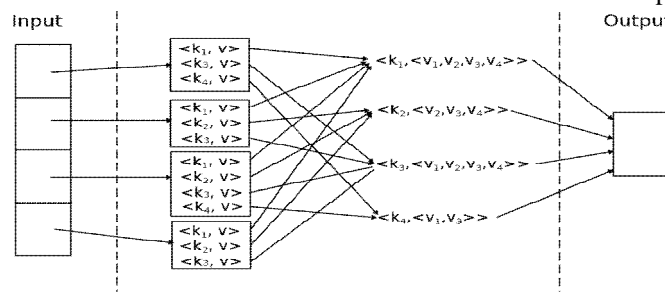 Input
Output
<k₁, v>
<k₃, v>
<k₄, v>
<k₁, v>
<k₂, v>
<k₃, v>
<k₁, v>
<k₂, v>
<k₃, v>
<k₄, v>
<k₁, v>
<k₂, v>
<k₃, v>
<k₁,<v₁,v₂,v₃,v₄>>
<k₂,<v₂,v₃,v₄>>
<k₃,<v₁,v₂,v₃,v₄>>
<k₄,<v₁,v₃>>